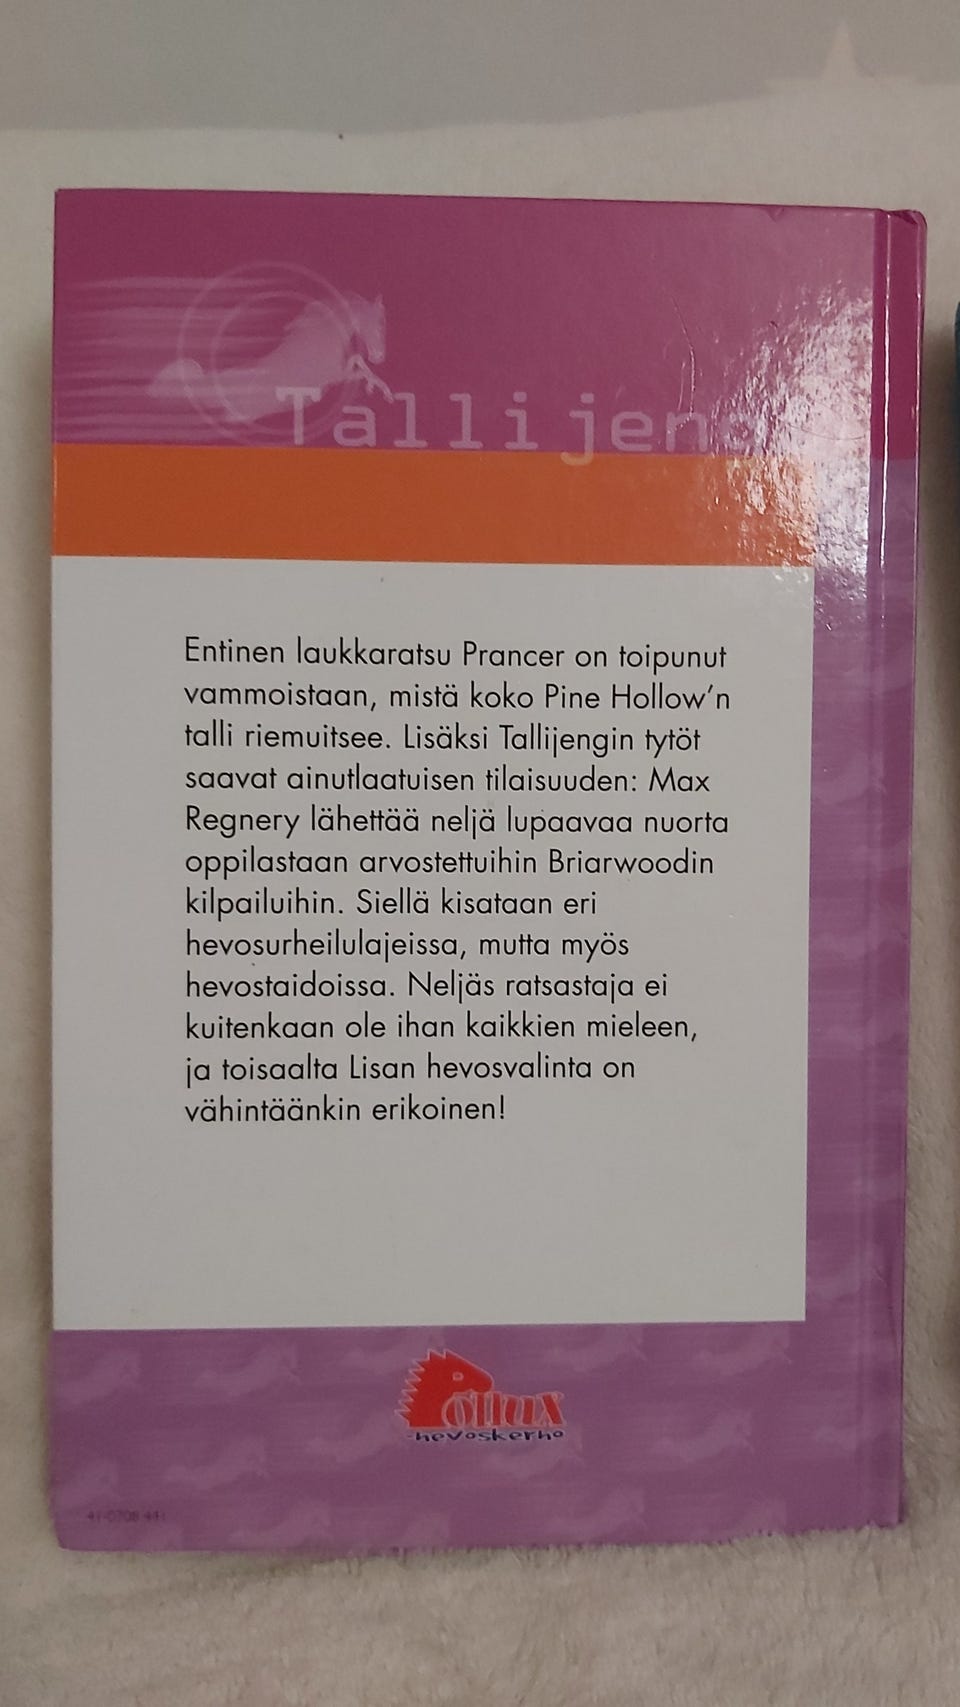 Tallijeng
Entinen laukkaratsu Prancer on toipunut
vammoistaan, mistä koko Pine Hollow'n
talli riemuitsee. Lisäksi Tallijengin tytöt
saavat ainutlaatuisen tilaisuuden: Max
Regnery lähettää neljä lupaavaa nuorta
oppilastaan arvostettuihin Briarwoodin
kilpailuihin. Siellä kisataan eri
hevosurheilulajeissa, mutta myös
hevostaidoissa. Neljäs ratsastaja ei
kuitenkaan ole ihan kaikkien mieleen,
ja toisaalta Lisan hevosvalinta on
vähintäänkin erikoinen!
Pollux
-hevoskerho